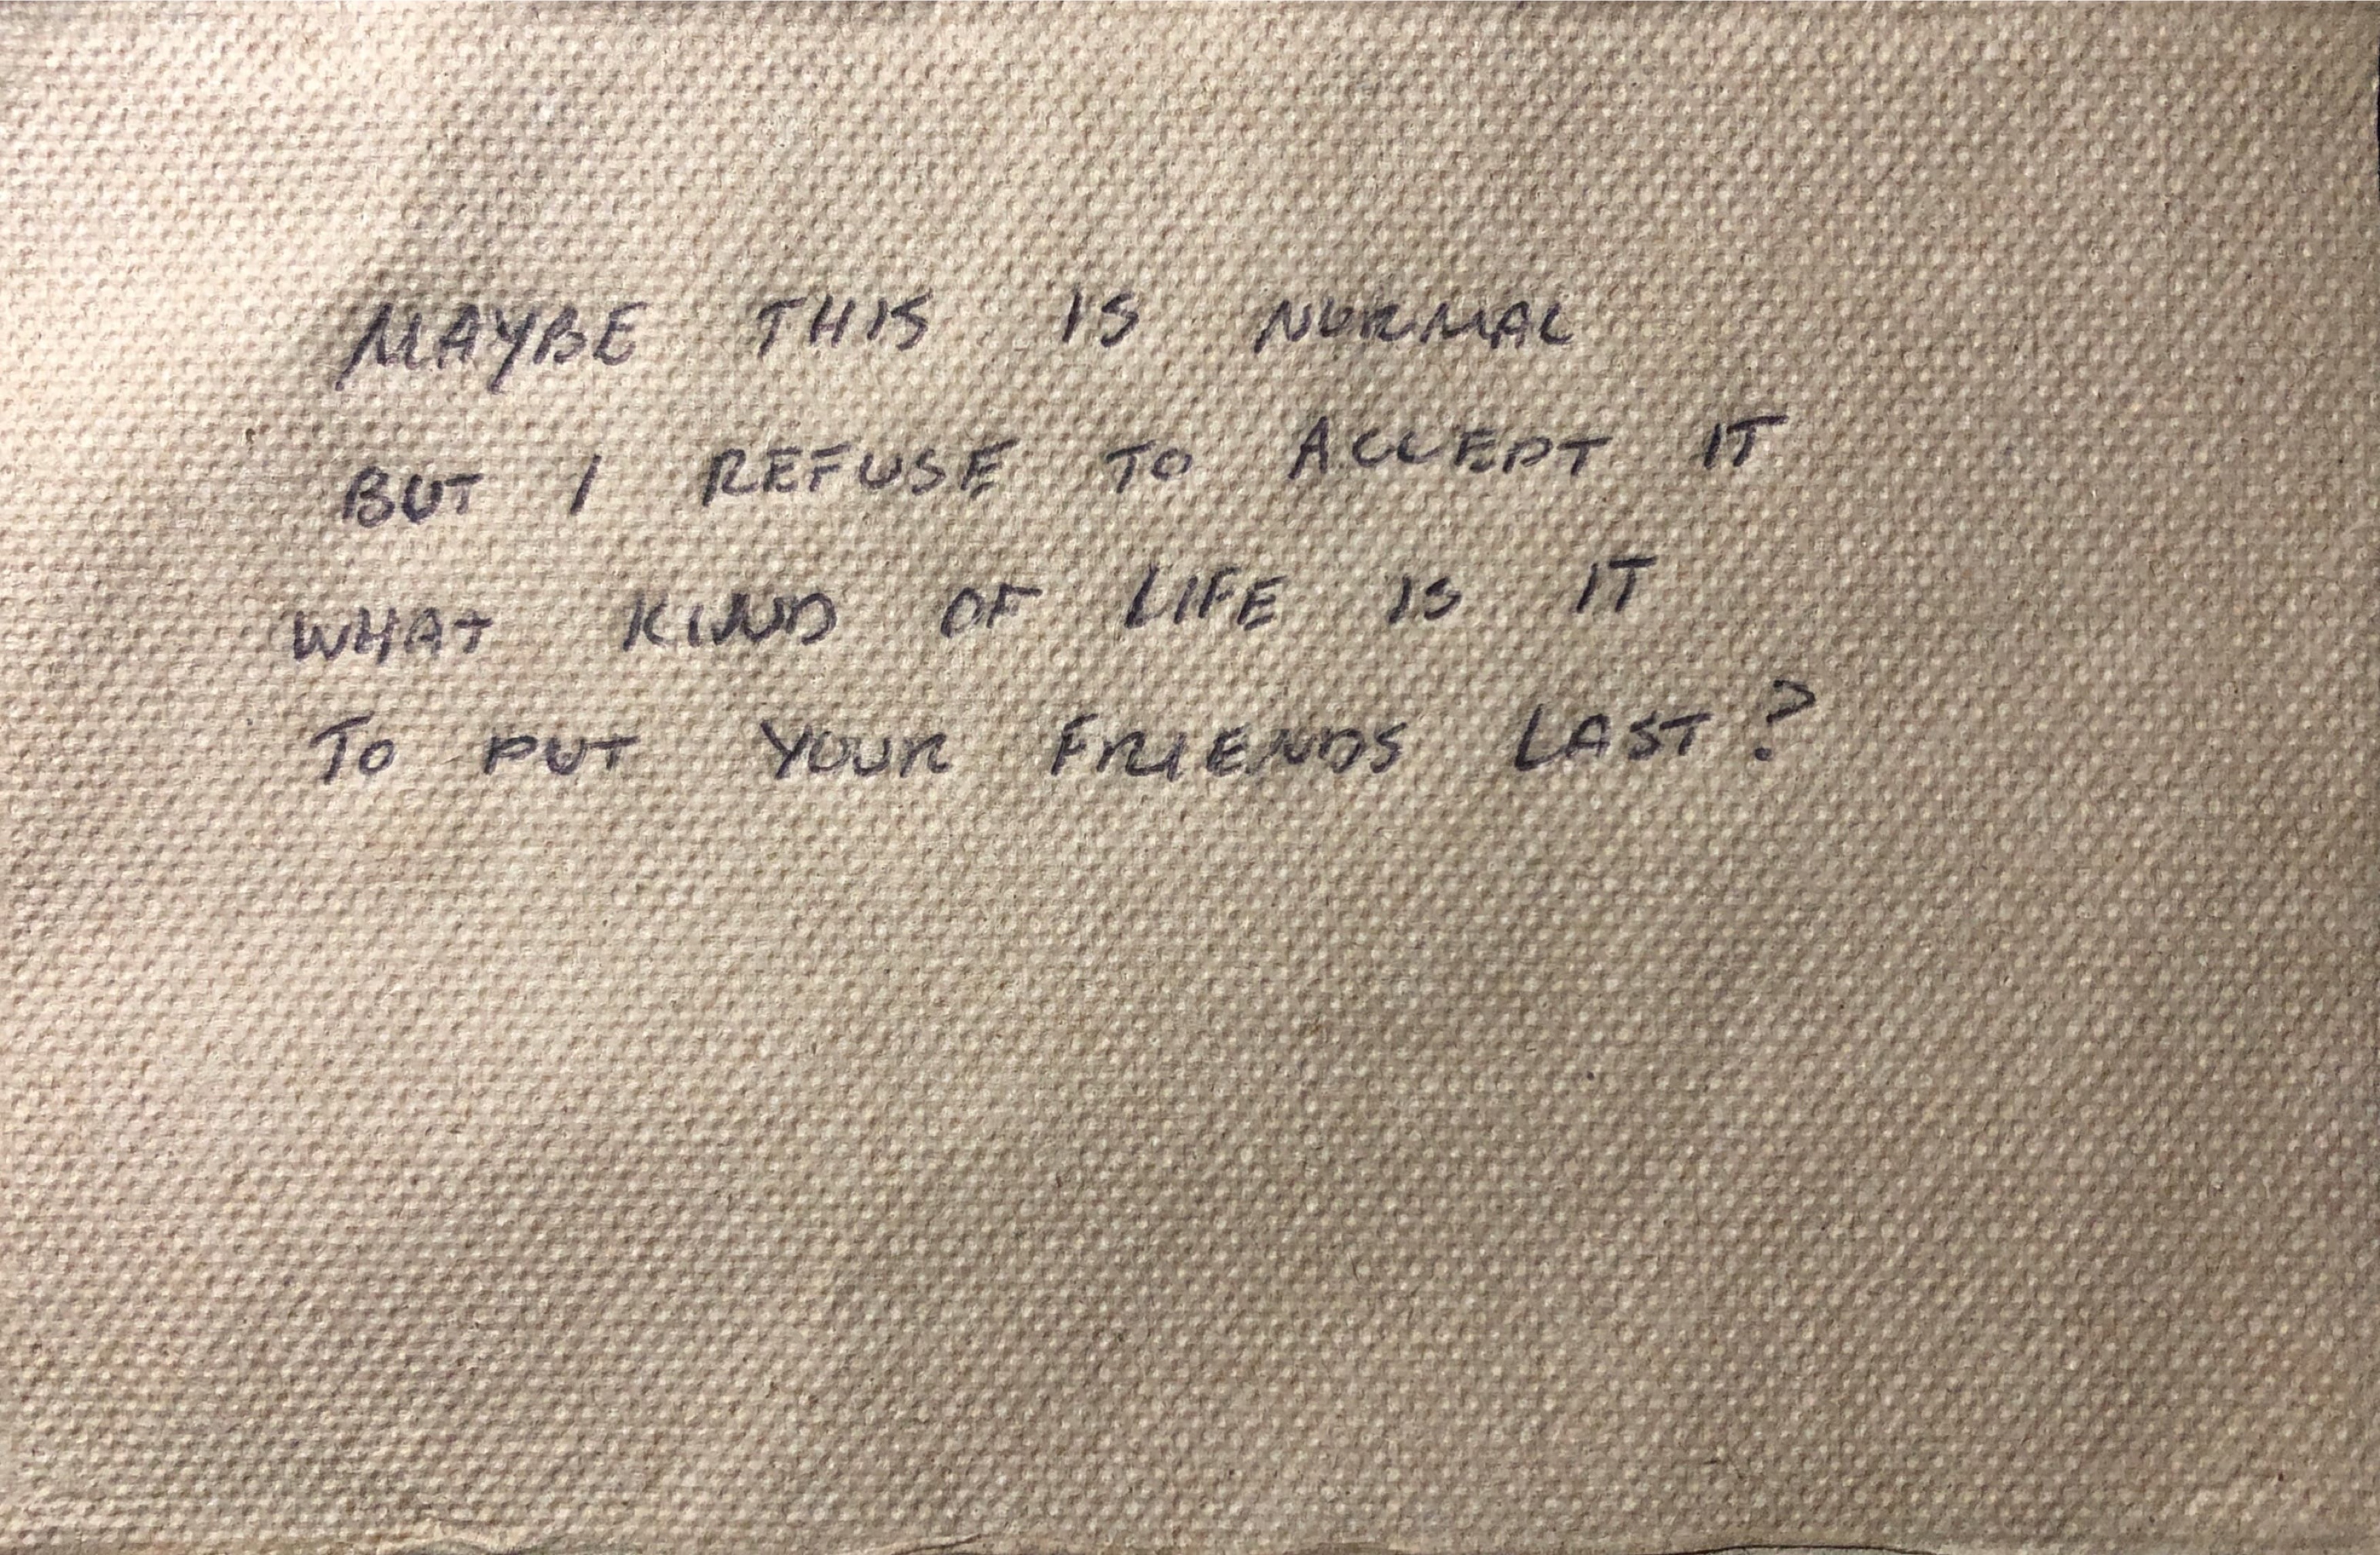 MAYBE THIS IS NORMAL
BUT I REFUSE TO ACCEPT IT
WHAT KIND OF LIFE IS IT
TO PUT YOUR FRIENDS LAST?